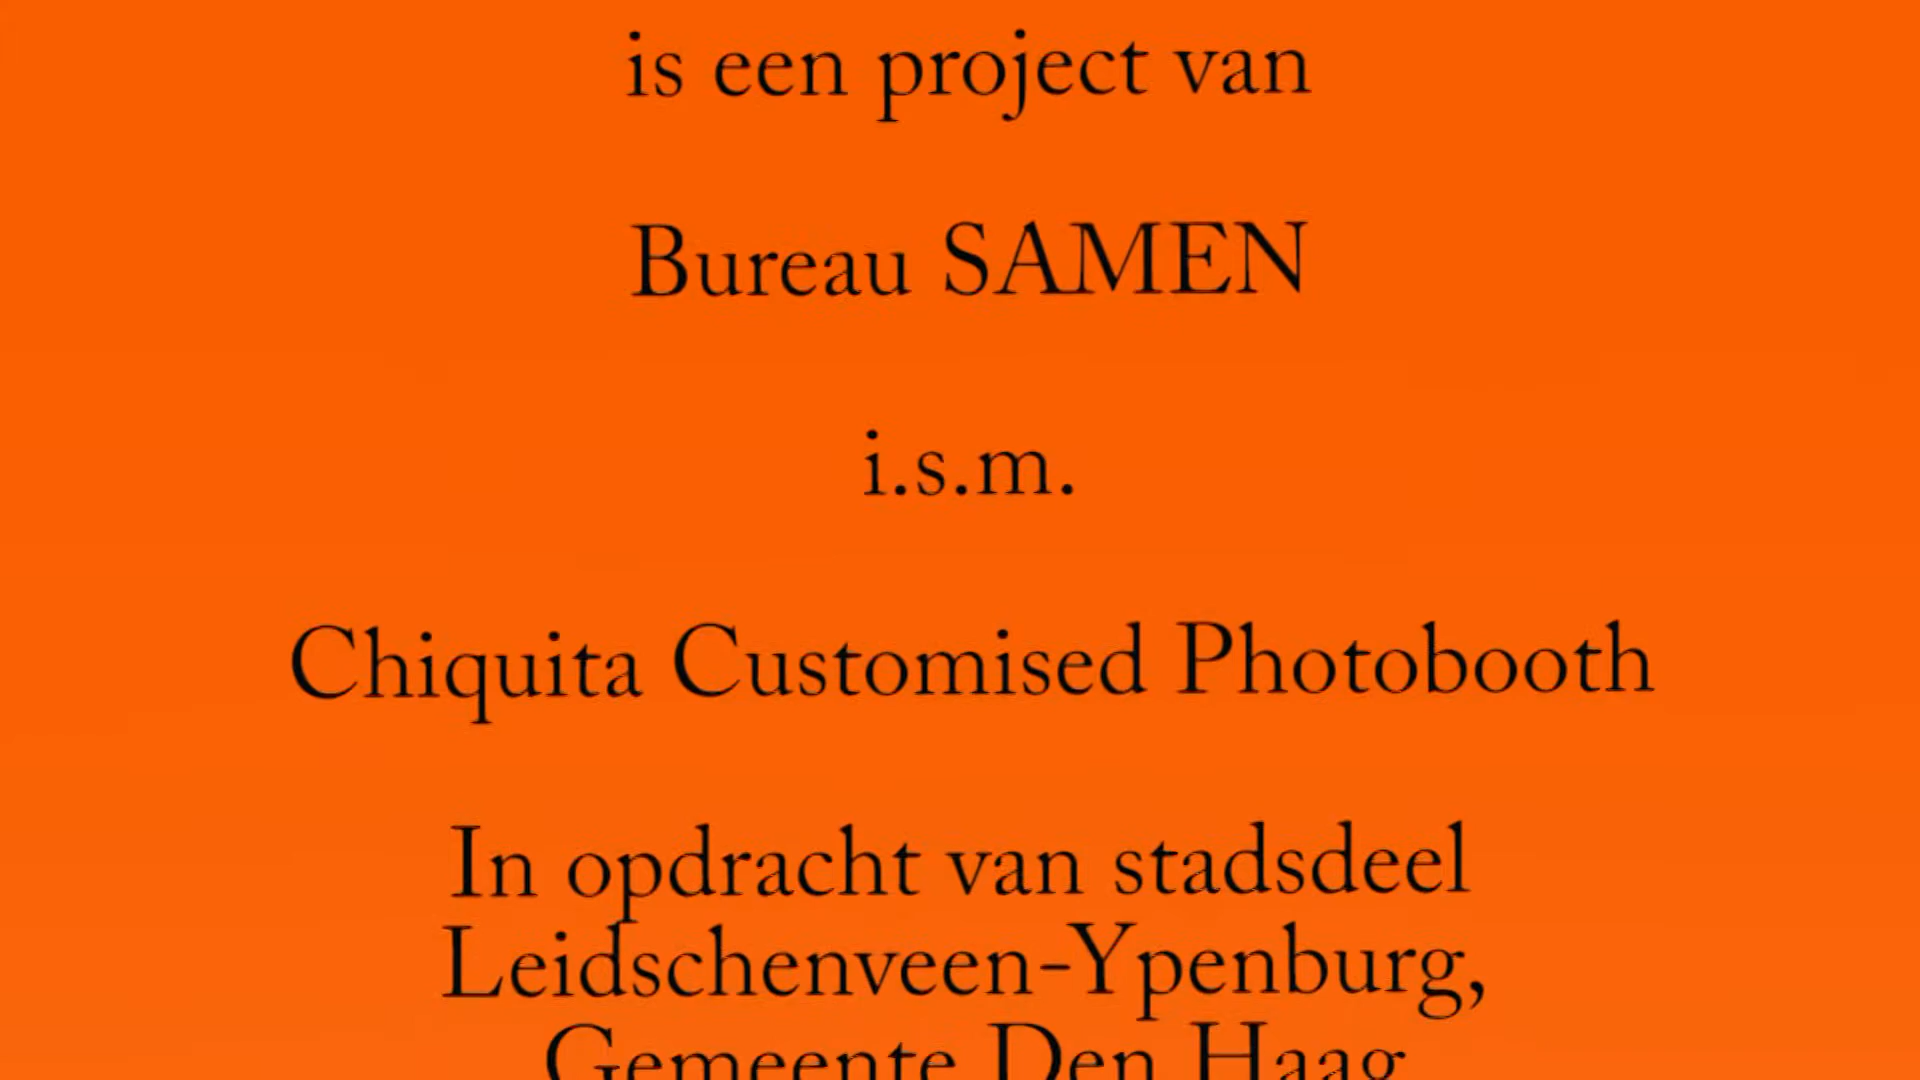 is een project van
Bureau SAMEN
i.s.m.
Chiquita Customised Photobooth
In opdracht van stadsdeel
Leidschenveen-Ypenburg,
Gemeente Den Haag